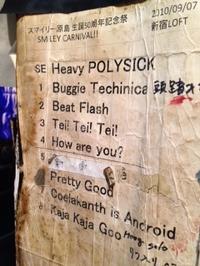 スマイリー原島 生誕50周年記念祭
SMILEY CARNIVAL!!
2010/09/07
新宿LOFT
SE Heavy POLYSICK
1 Buggie Techinica
2 Beat Flash
3 Tei! Tei! Tei!
4 How are you?
5
Pretty Good
Coelakanth is Android
8 Kaja Kaja Goo